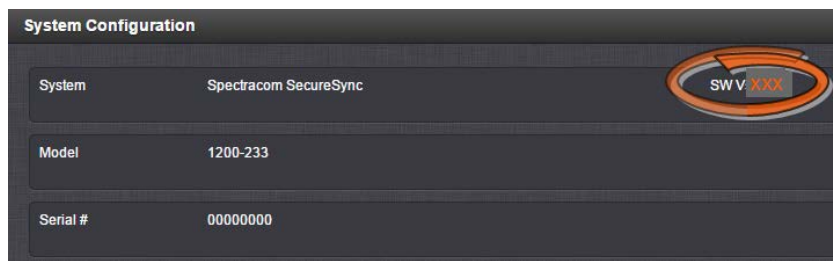 System Configuration
System Spectracom SecureSync SW V XXX
Model 1200-233
Serial # 00000000